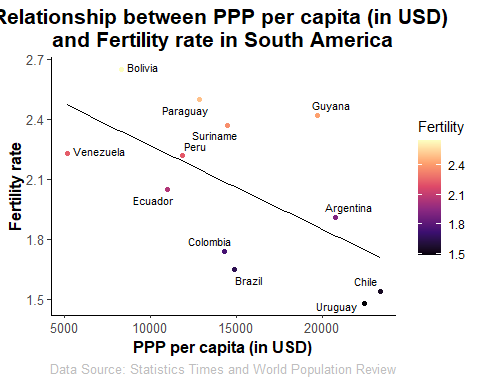 Relationship between PPP per capita (in USD)
and Fertility rate in South America
2.7
2.4
2.1
1.8
1.5
Fertility rate
Bolivia
Paraguay
Guyana
Suriname
Peru
Venezuela
Ecuador
Argentina
Colombia
Brazil
Chile
Uruguay
5000 10000 15000 20000
PPP per capita (in USD)
Fertility
2.4
2.1
1.8
1.5
Data Source: Statistics Times and World Population Review